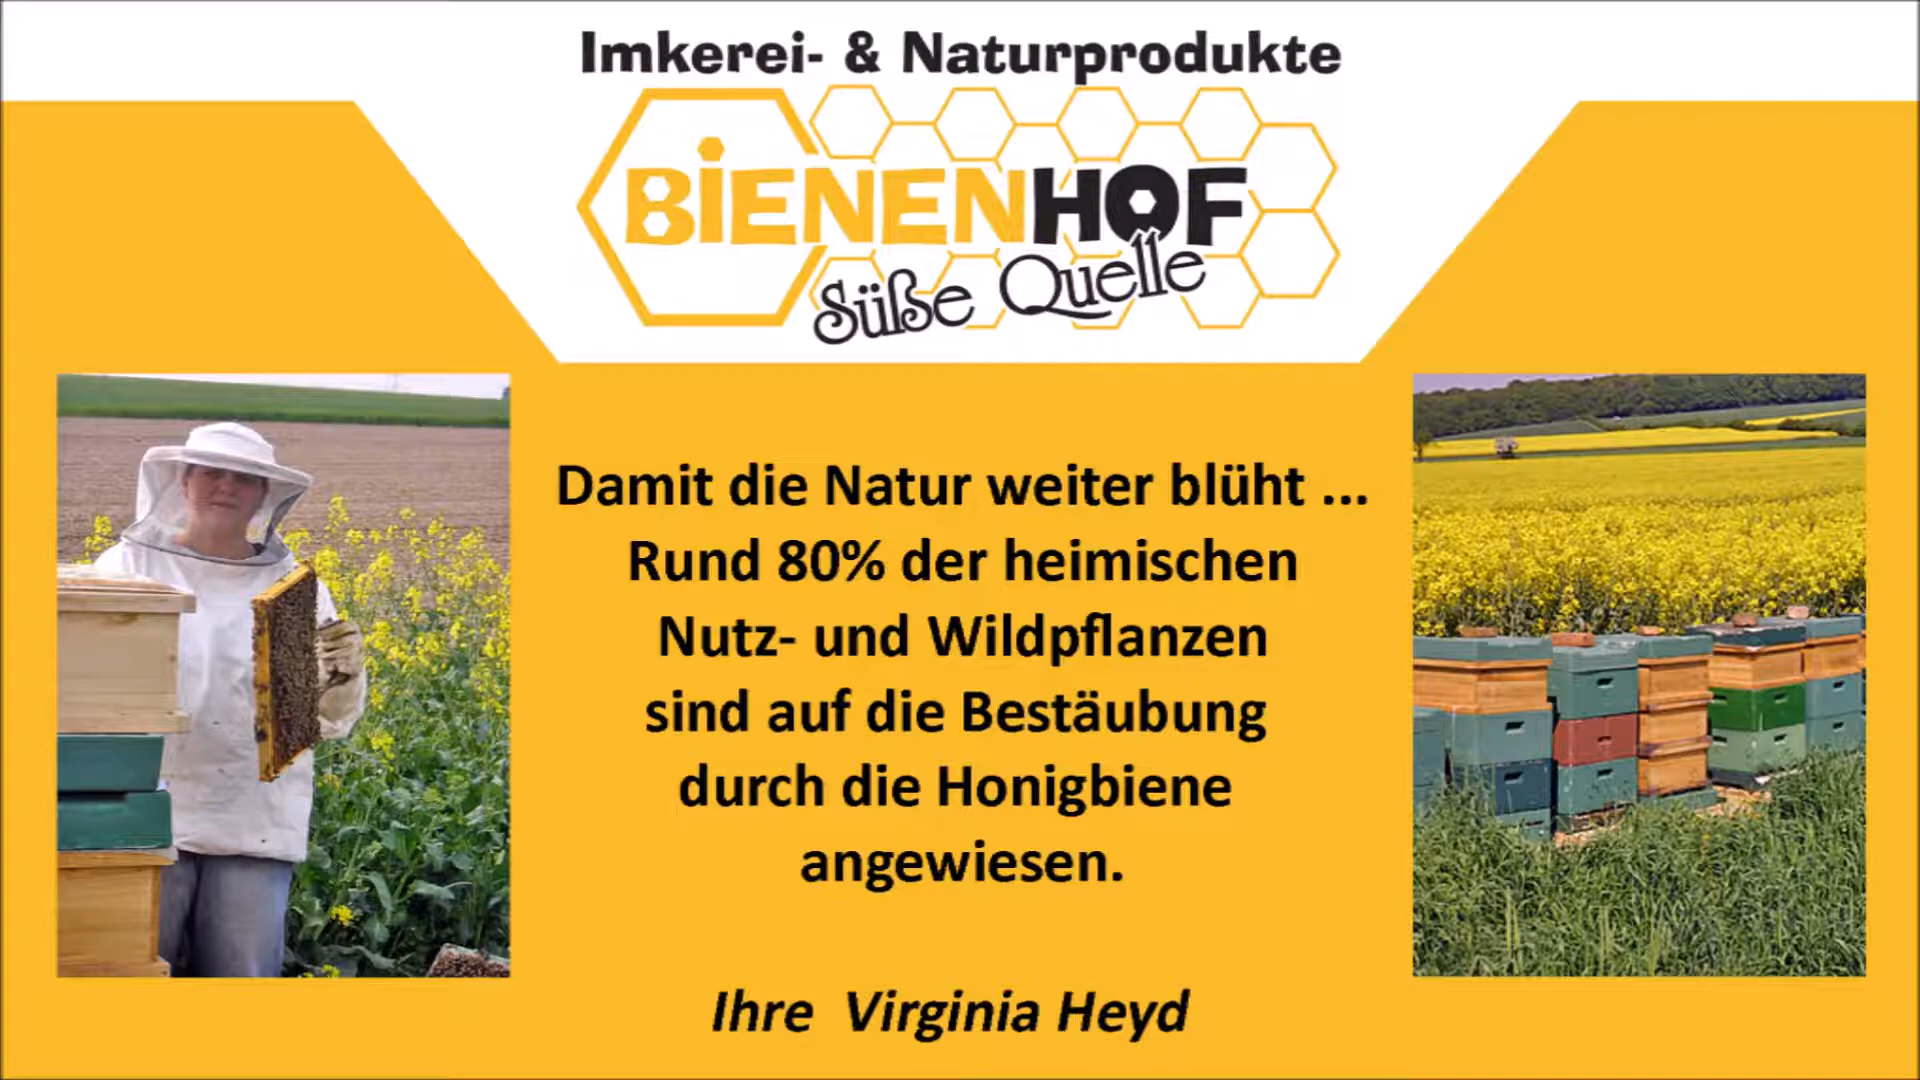 Imkerei- & Naturprodukte
BIENENHOF
Süße Quelle
Damit die Natur weiter blüht ...
Rund 80% der heimischen
Nutz- und Wildpflanzen
sind auf die Bestäubung
durch die Honigbiene
angewiesen.
Ihre Virginia Heyd